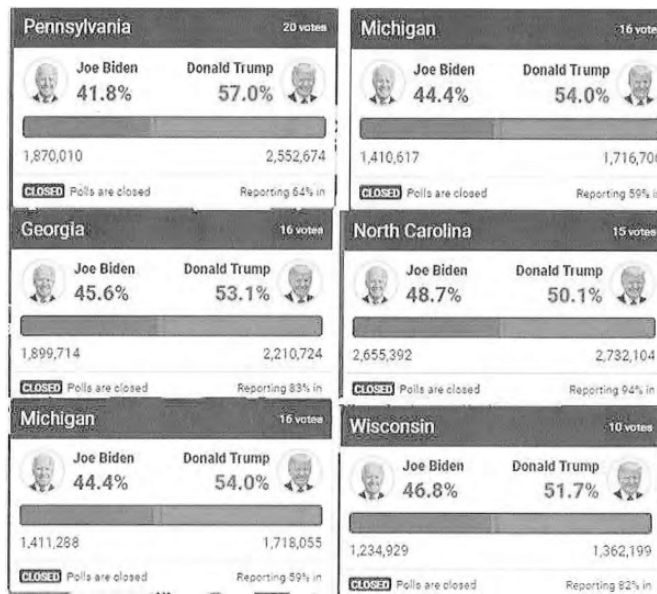 Pennsylvania 20 votes
Joe Biden Donald Trump
41.8% 57.0%
1,870,010 2,552,674
CLOSED Polls are closed Reporting 64% in
Michigan 16 vote
Joe Biden Donald Trump
44.4% 54.0%
1,410,617 1,716,706
CLOSED Polls are closed Reporting 59% in
Georgia 16 votes
Joe Biden Donald Trump
45.6% 53.1%
1,899,714 2,210,724
CLOSED Polls are closed Reporting 83% in
North Carolina 15 votes
Joe Biden Donald Trump
48.7% 50.1%
2,655,392 2,732,104
CLOSED Polls are closed Reporting 94% in
Michigan 16 votes
Joe Biden Donald Trump
44.4% 54.0%
1,411,288 1,718,055
CLOSED Polls are closed Reporting 59% in
Wisconsin 10 votes
Joe Biden Donald Trump
46.8% 51.7%
1,234,929 1,362,199
CLOSED Polls are closed Reporting 82% in